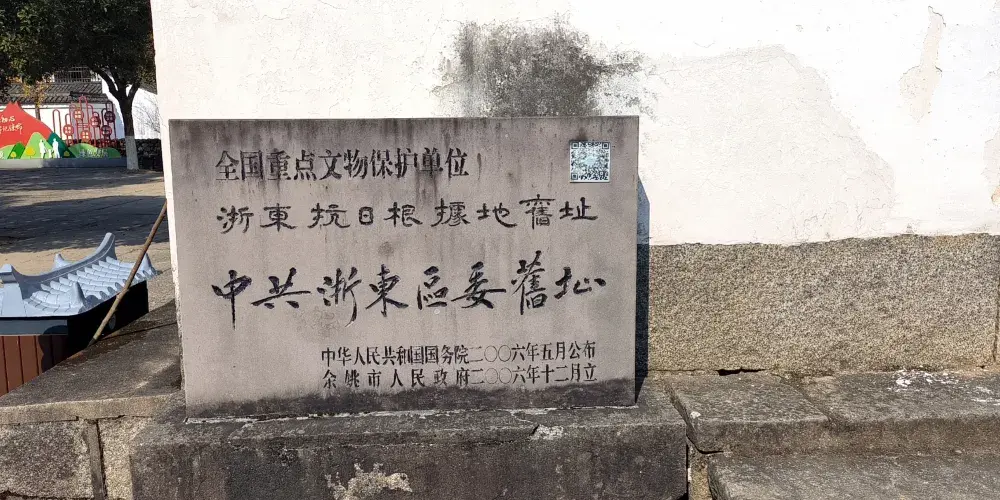 全国重点文物保护单位
浙東抗日根據地舊址
中共浙東區委舊址
中华人民共和国国务院二〇〇六年五月公布
余姚市人民政府二〇〇六年十二月立